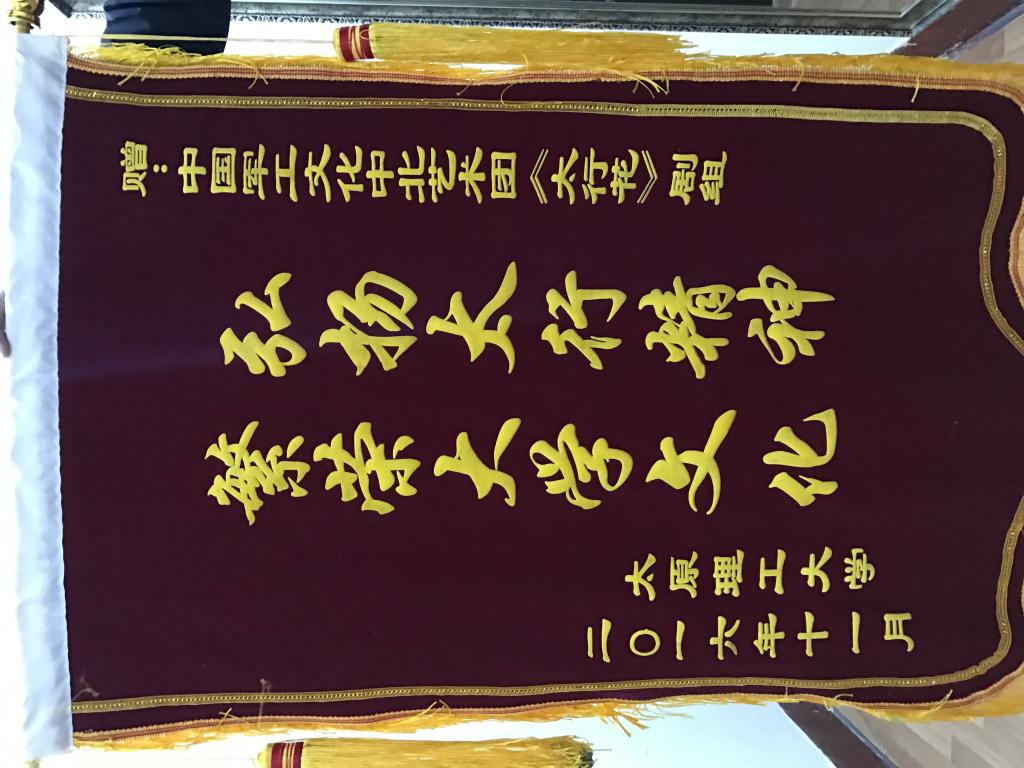 赠：中国军工文化中北艺术团《太行花》剧组
弘扬太行精神
繁荣大学文化
太原理工大学
二〇一六年十一月